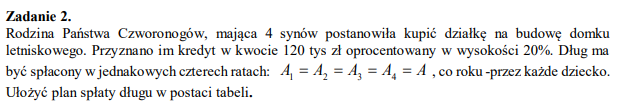 Zadanie 2.
Rodzina Państwa Czworonogów, mająca 4 synów postanowiła kupić działkę na budowę domku
letniskowego. Przyznano im kredyt w kwocie 120 tys zł oprocentowany w wysokości 20%. Dług ma
być spłacony w jednakowych czterech ratach: A₁ = A₂ = A₃ = A₄ = A , co roku -przez każde dziecko.
Ułożyć plan spłaty długu w postaci tabeli.